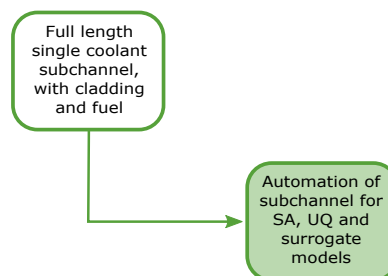 Full length
single coolant
subchannel,
with cladding
and fuel
Automation of
subchannel for
SA, UQ and
surrogate
models